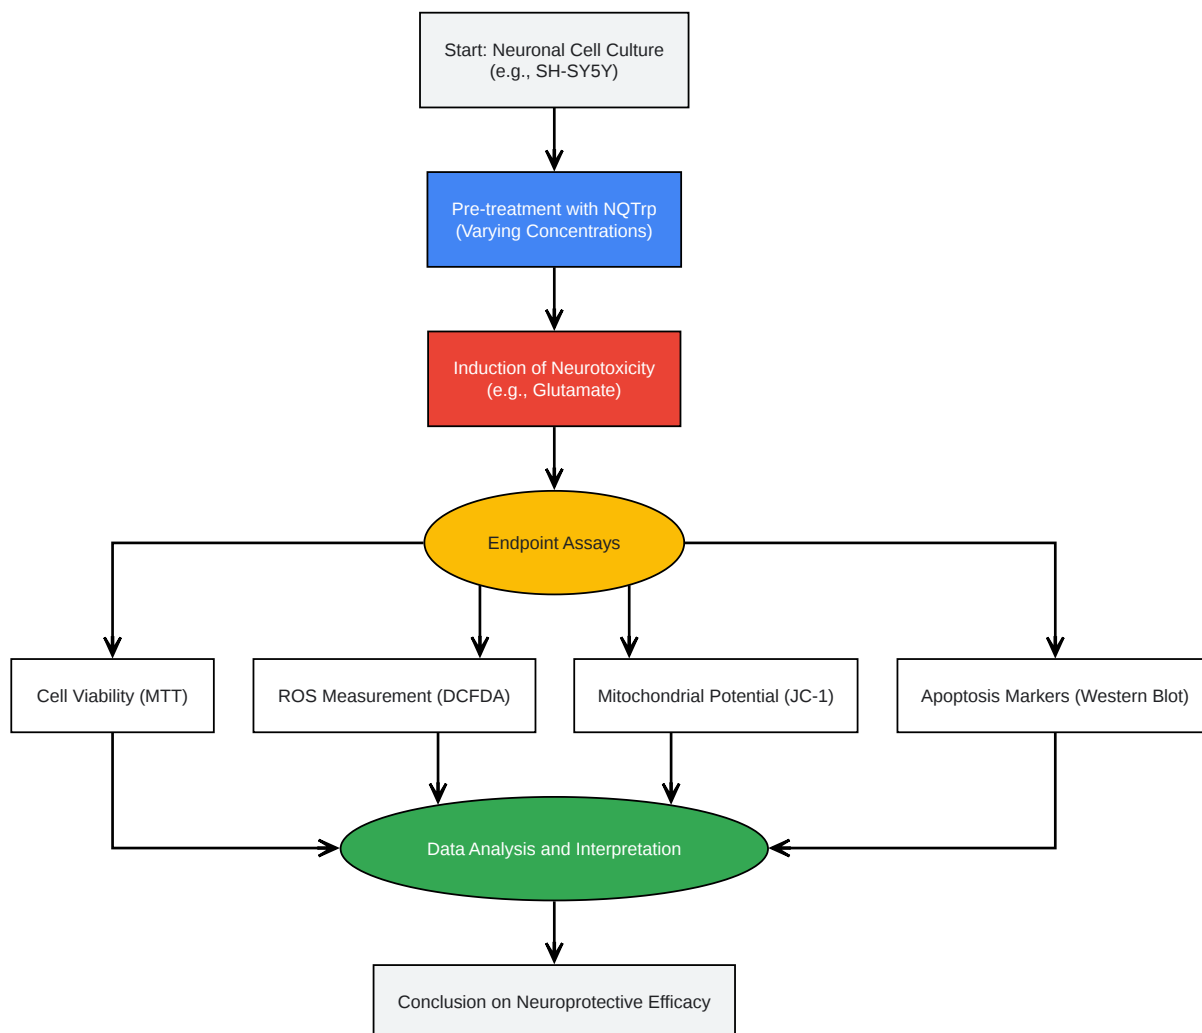 Start: Neuronal Cell Culture
(e.g., SH-SY5Y)
Pre-treatment with NQTrp
(Varying Concentrations)
Induction of Neurotoxicity
(e.g., Glutamate)
Endpoint Assays
Cell Viability (MTT)
ROS Measurement (DCFDA)
Mitochondrial Potential (JC-1)
Apoptosis Markers (Western Blot)
Data Analysis and Interpretation
Conclusion on Neuroprotective Efficacy